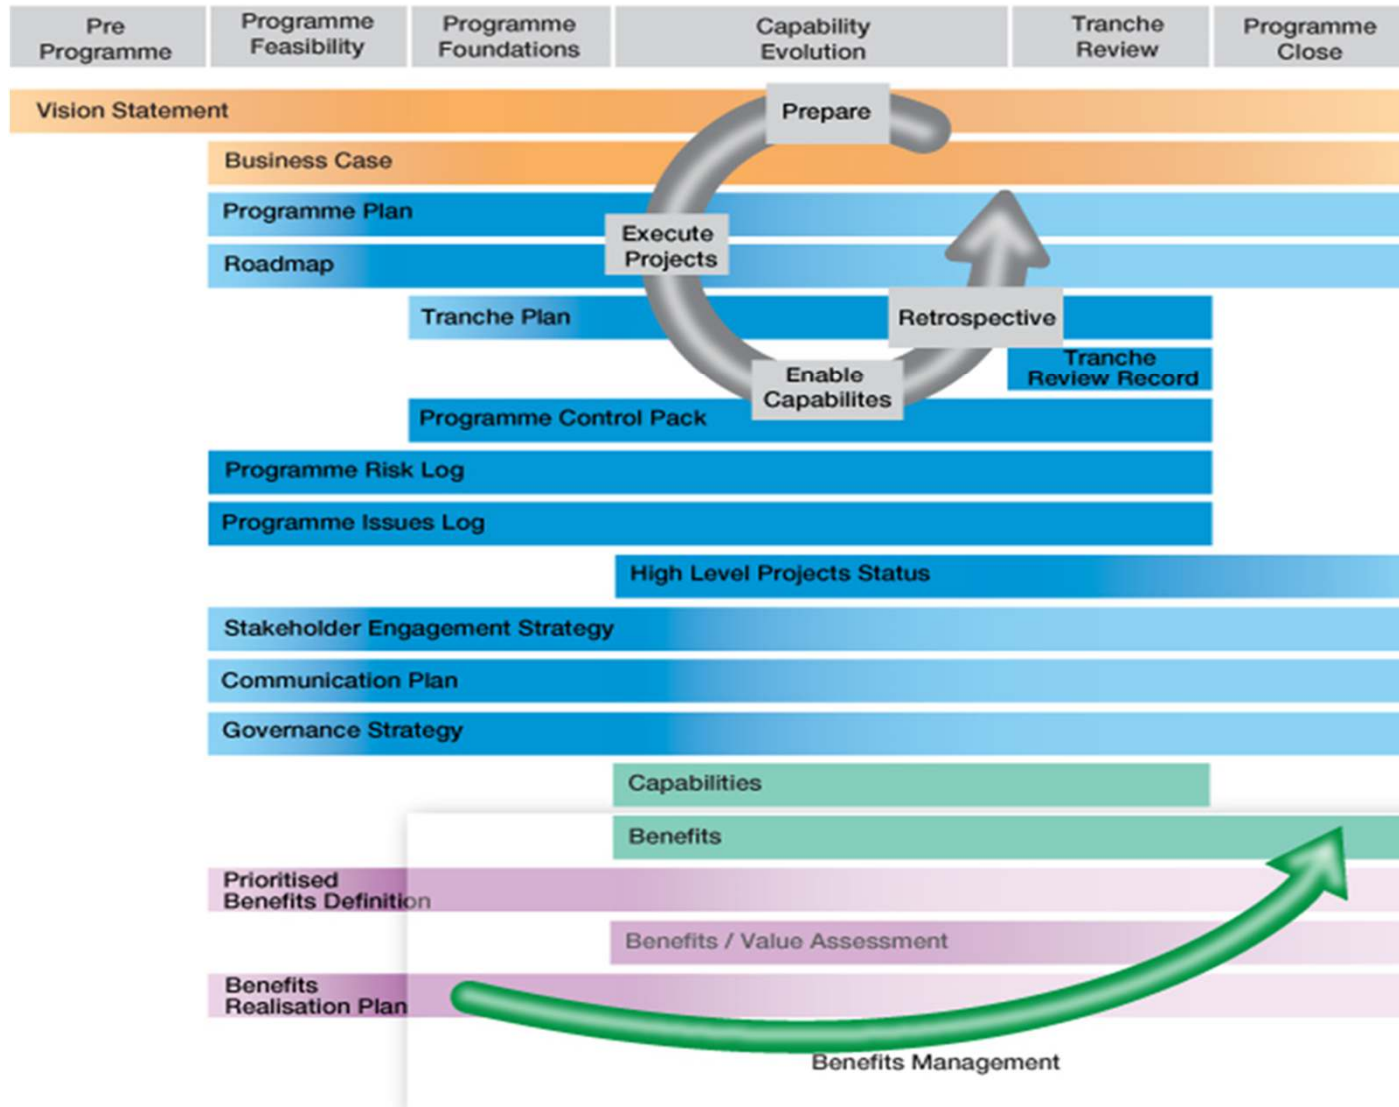 Pre
Programme
Programme
Feasibility
Programme
Foundations
Capability
Evolution
Tranche
Review
Programme
Close
Vision Statement
Prepare
Business Case
Programme Plan
Execute
Projects
Roadmap
Tranche Plan
Retrospective
Tranche
Review Record
Enable
Capabilites
Programme Control Pack
Programme Risk Log
Programme Issues Log
High Level Projects Status
Stakeholder Engagement Strategy
Communication Plan
Governance Strategy
Capabilities
Benefits
Prioritised
Benefits Definition
Benefits / Value Assessment
Benefits
Realisation Plan
Benefits Management